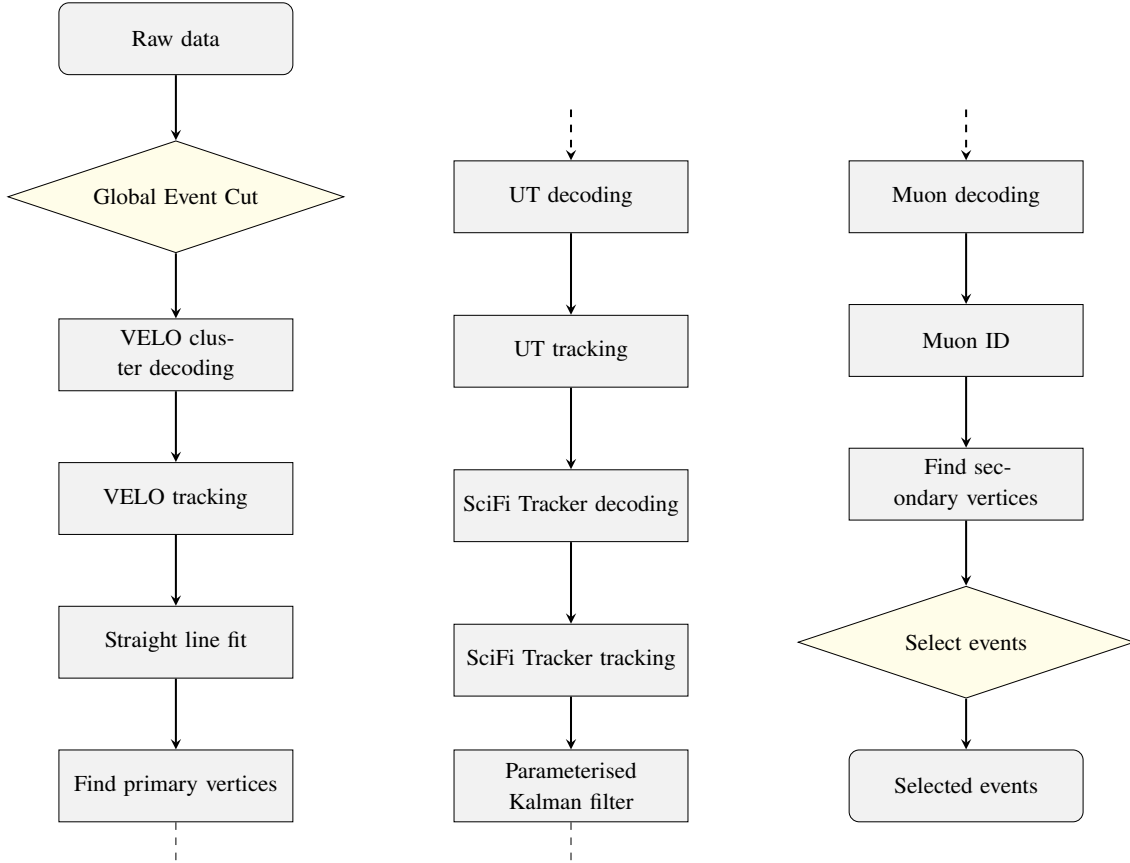 Raw data
Global Event Cut
VELO clus-
ter decoding
VELO tracking
Straight line fit
Find primary vertices
UT decoding
UT tracking
SciFi Tracker decoding
SciFi Tracker tracking
Parameterised
Kalman filter
Muon decoding
Muon ID
Find sec-
ondary vertices
Select events
Selected events